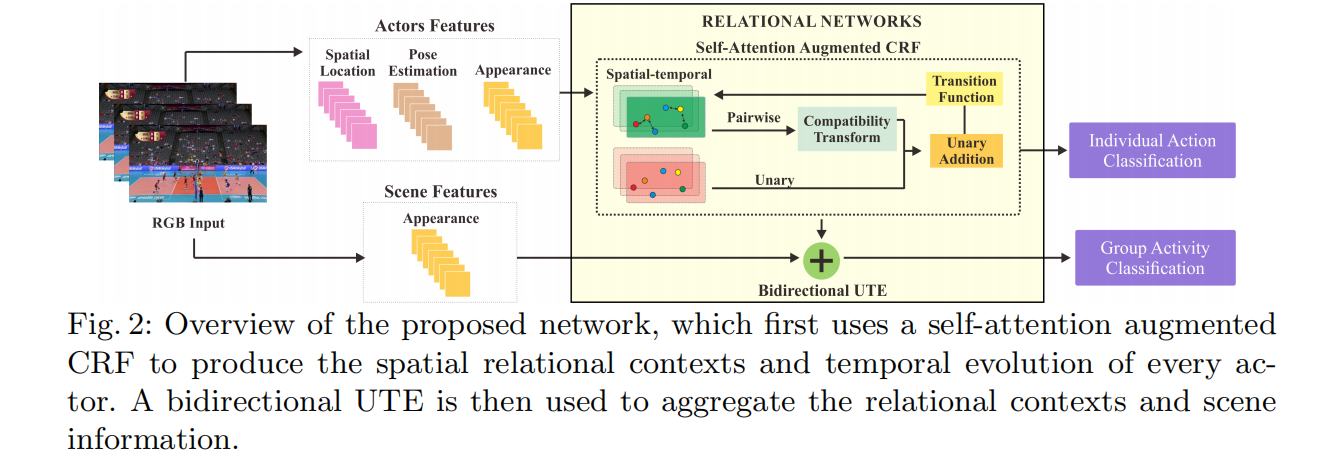 RELATIONAL NETWORKS
Self-Attention Augmented CRF
Actors Features
Spatial
Location
Pose
Estimation
Appearance
Spatial-temporal
Pairwise
Compatibility
Transform
Transition
Function
Unary
Addition
Unary
Individual Action
Classification
RGB Input
Scene Features
Appearance
+
Bidirectional UTE
Group Activity
Classification
Fig. 2: Overview of the proposed network, which first uses a self-attention augmented
CRF to produce the spatial relational contexts and temporal evolution of every ac-
tor. A bidirectional UTE is then used to aggregate the relational contexts and scene
information.